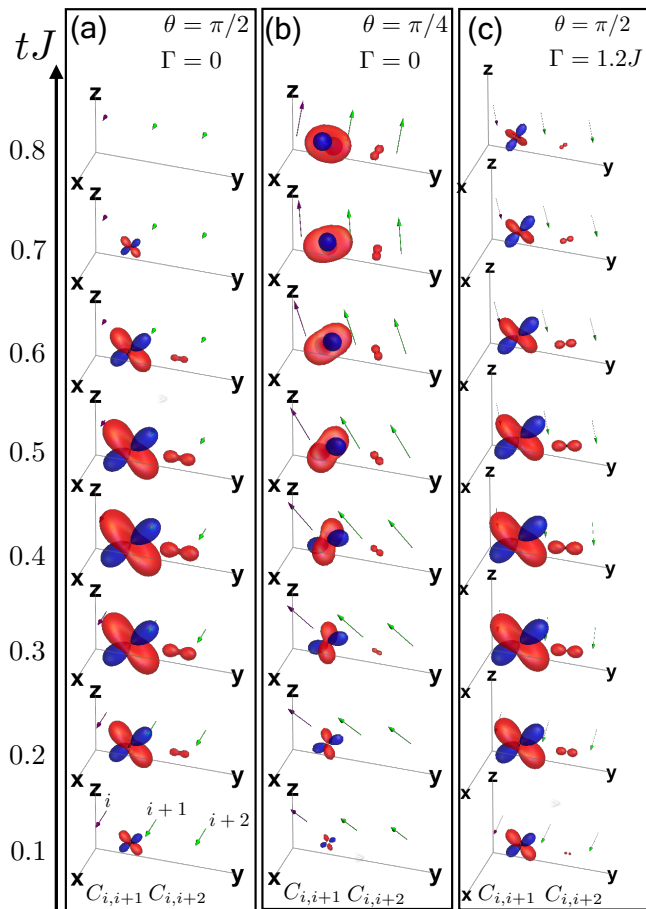 tJ
(a) θ = π/2
Γ = 0
(b) θ = π/4
Γ = 0
(c) θ = π/2
Γ = 1.2J
0.8
z x y
z x y
z x y
0.7
z x y
z x y
z x y
0.6
z x y
z x y
z x y
0.5
z x y
z x y
z x y
0.4
z x y
z x y
z x y
0.3
z x y
z x y
z x y
0.2
z x y
z x y
z x y
0.1
z i i + 1 i + 2 x y
z x y
z x y
C_{i,i+1} C_{i,i+2}
C_{i,i+1} C_{i,i+2}
C_{i,i+1} C_{i,i+2}